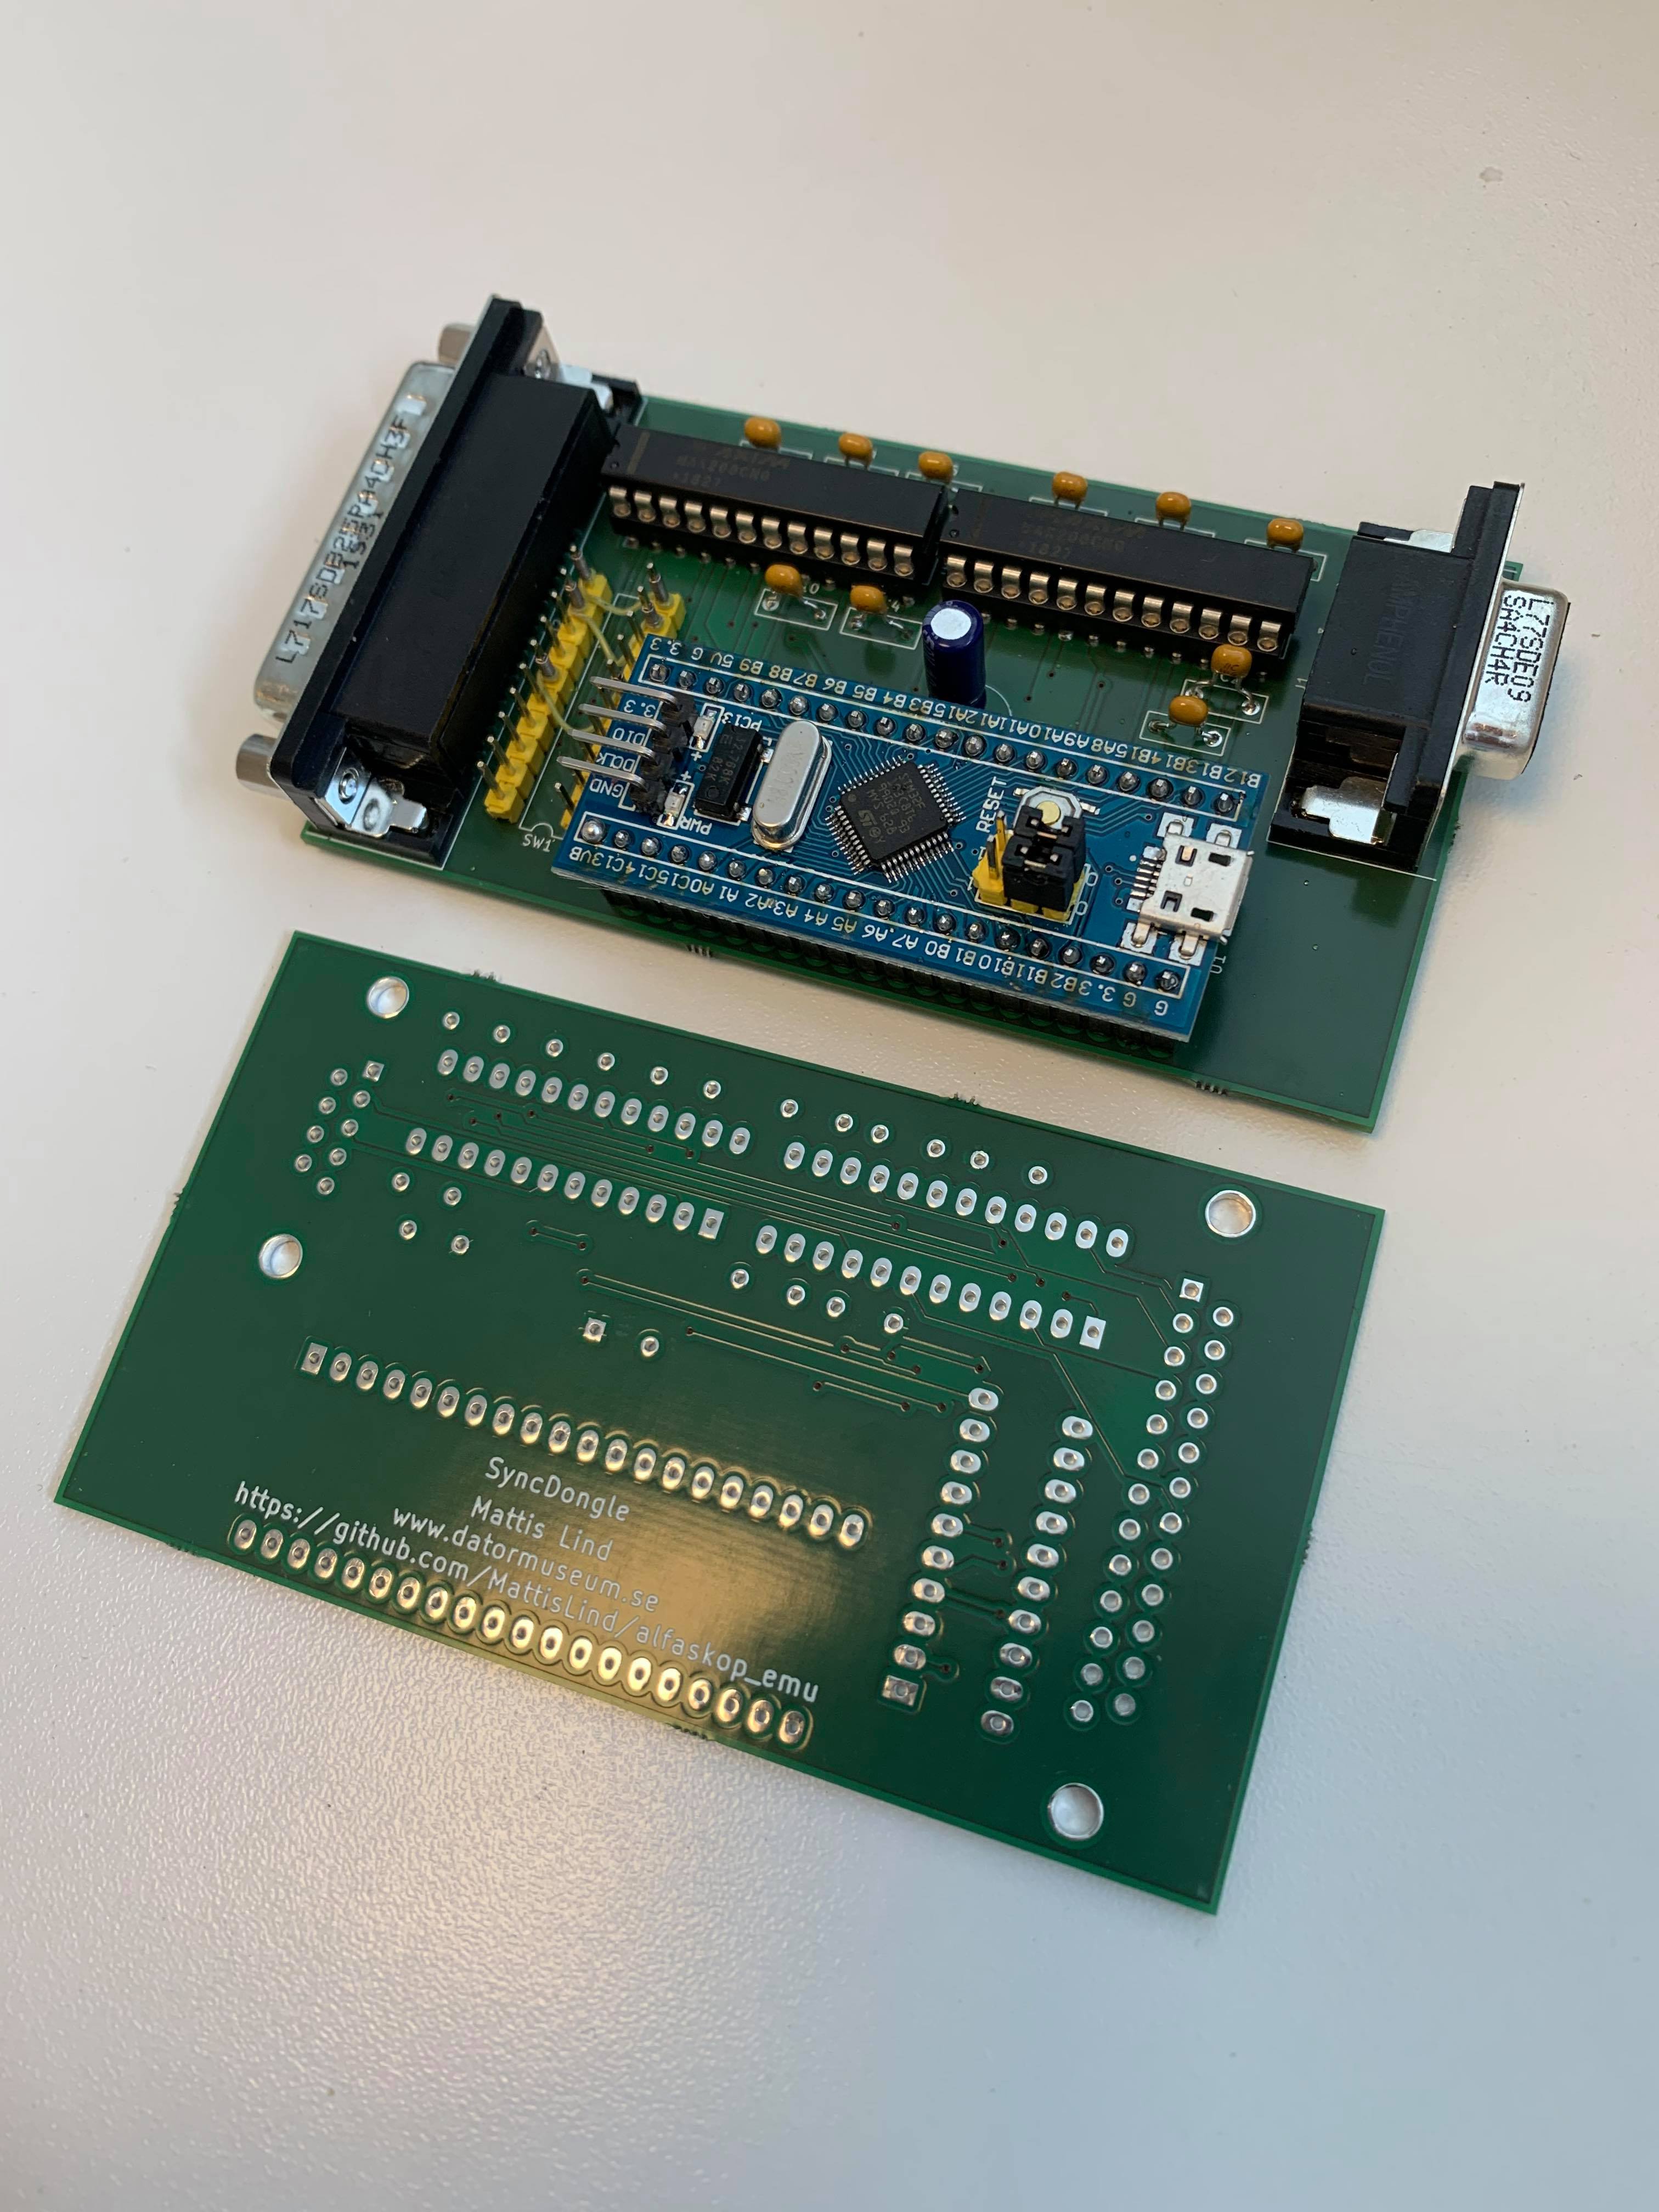 L717SDB25PA4CH3F
MAX208CNG
AMPHENOL
L77SDE09
SA4CH4R
B12 B13 B14 B15 A8 A9 A10 A11 A12 A15 B3 B4 B5 B6 B7 B8 B9 5V G 3.3
3.3
DIO
DCLK
GND
PC13
PWR
RESET
SW1
VB C13 C14 C15 A0 A1 A2 A3 A4 A5 A6 A7 B0 B1 B10 B11 B2 3.3 G G
SyncDongle
Mattis Lind
www.datormuseum.se
https://github.com/MattisLind/alfaskop_emu